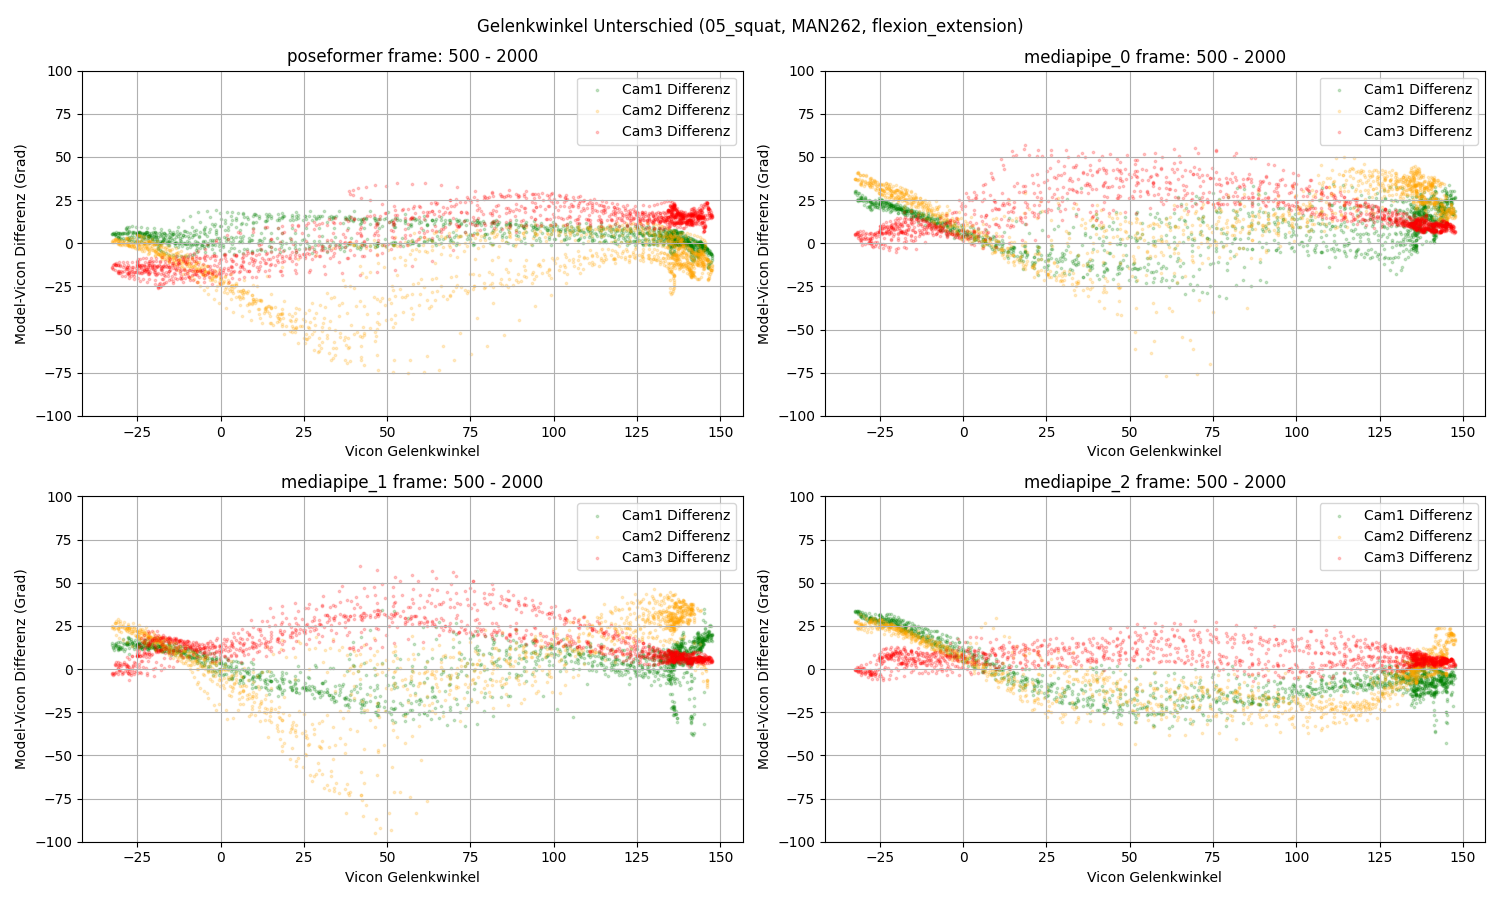 Gelenkwinkel Unterschied (05_squat, MAN262, flexion_extension)
poseformer frame: 500 - 2000
100
75
50
25
0
−25
−50
−75
−100
Model-Vicon Differenz (Grad)
Cam1 Differenz
Cam2 Differenz
Cam3 Differenz
−25 0 25 50 75 100 125 150
Vicon Gelenkwinkel
mediapipe_0 frame: 500 - 2000
100
75
50
25
0
−25
−50
−75
−100
Model-Vicon Differenz (Grad)
Cam1 Differenz
Cam2 Differenz
Cam3 Differenz
−25 0 25 50 75 100 125 150
Vicon Gelenkwinkel
mediapipe_1 frame: 500 - 2000
100
75
50
25
0
−25
−50
−75
−100
Model-Vicon Differenz (Grad)
Cam1 Differenz
Cam2 Differenz
Cam3 Differenz
−25 0 25 50 75 100 125 150
Vicon Gelenkwinkel
mediapipe_2 frame: 500 - 2000
100
75
50
25
0
−25
−50
−75
−100
Model-Vicon Differenz (Grad)
Cam1 Differenz
Cam2 Differenz
Cam3 Differenz
−25 0 25 50 75 100 125 150
Vicon Gelenkwinkel